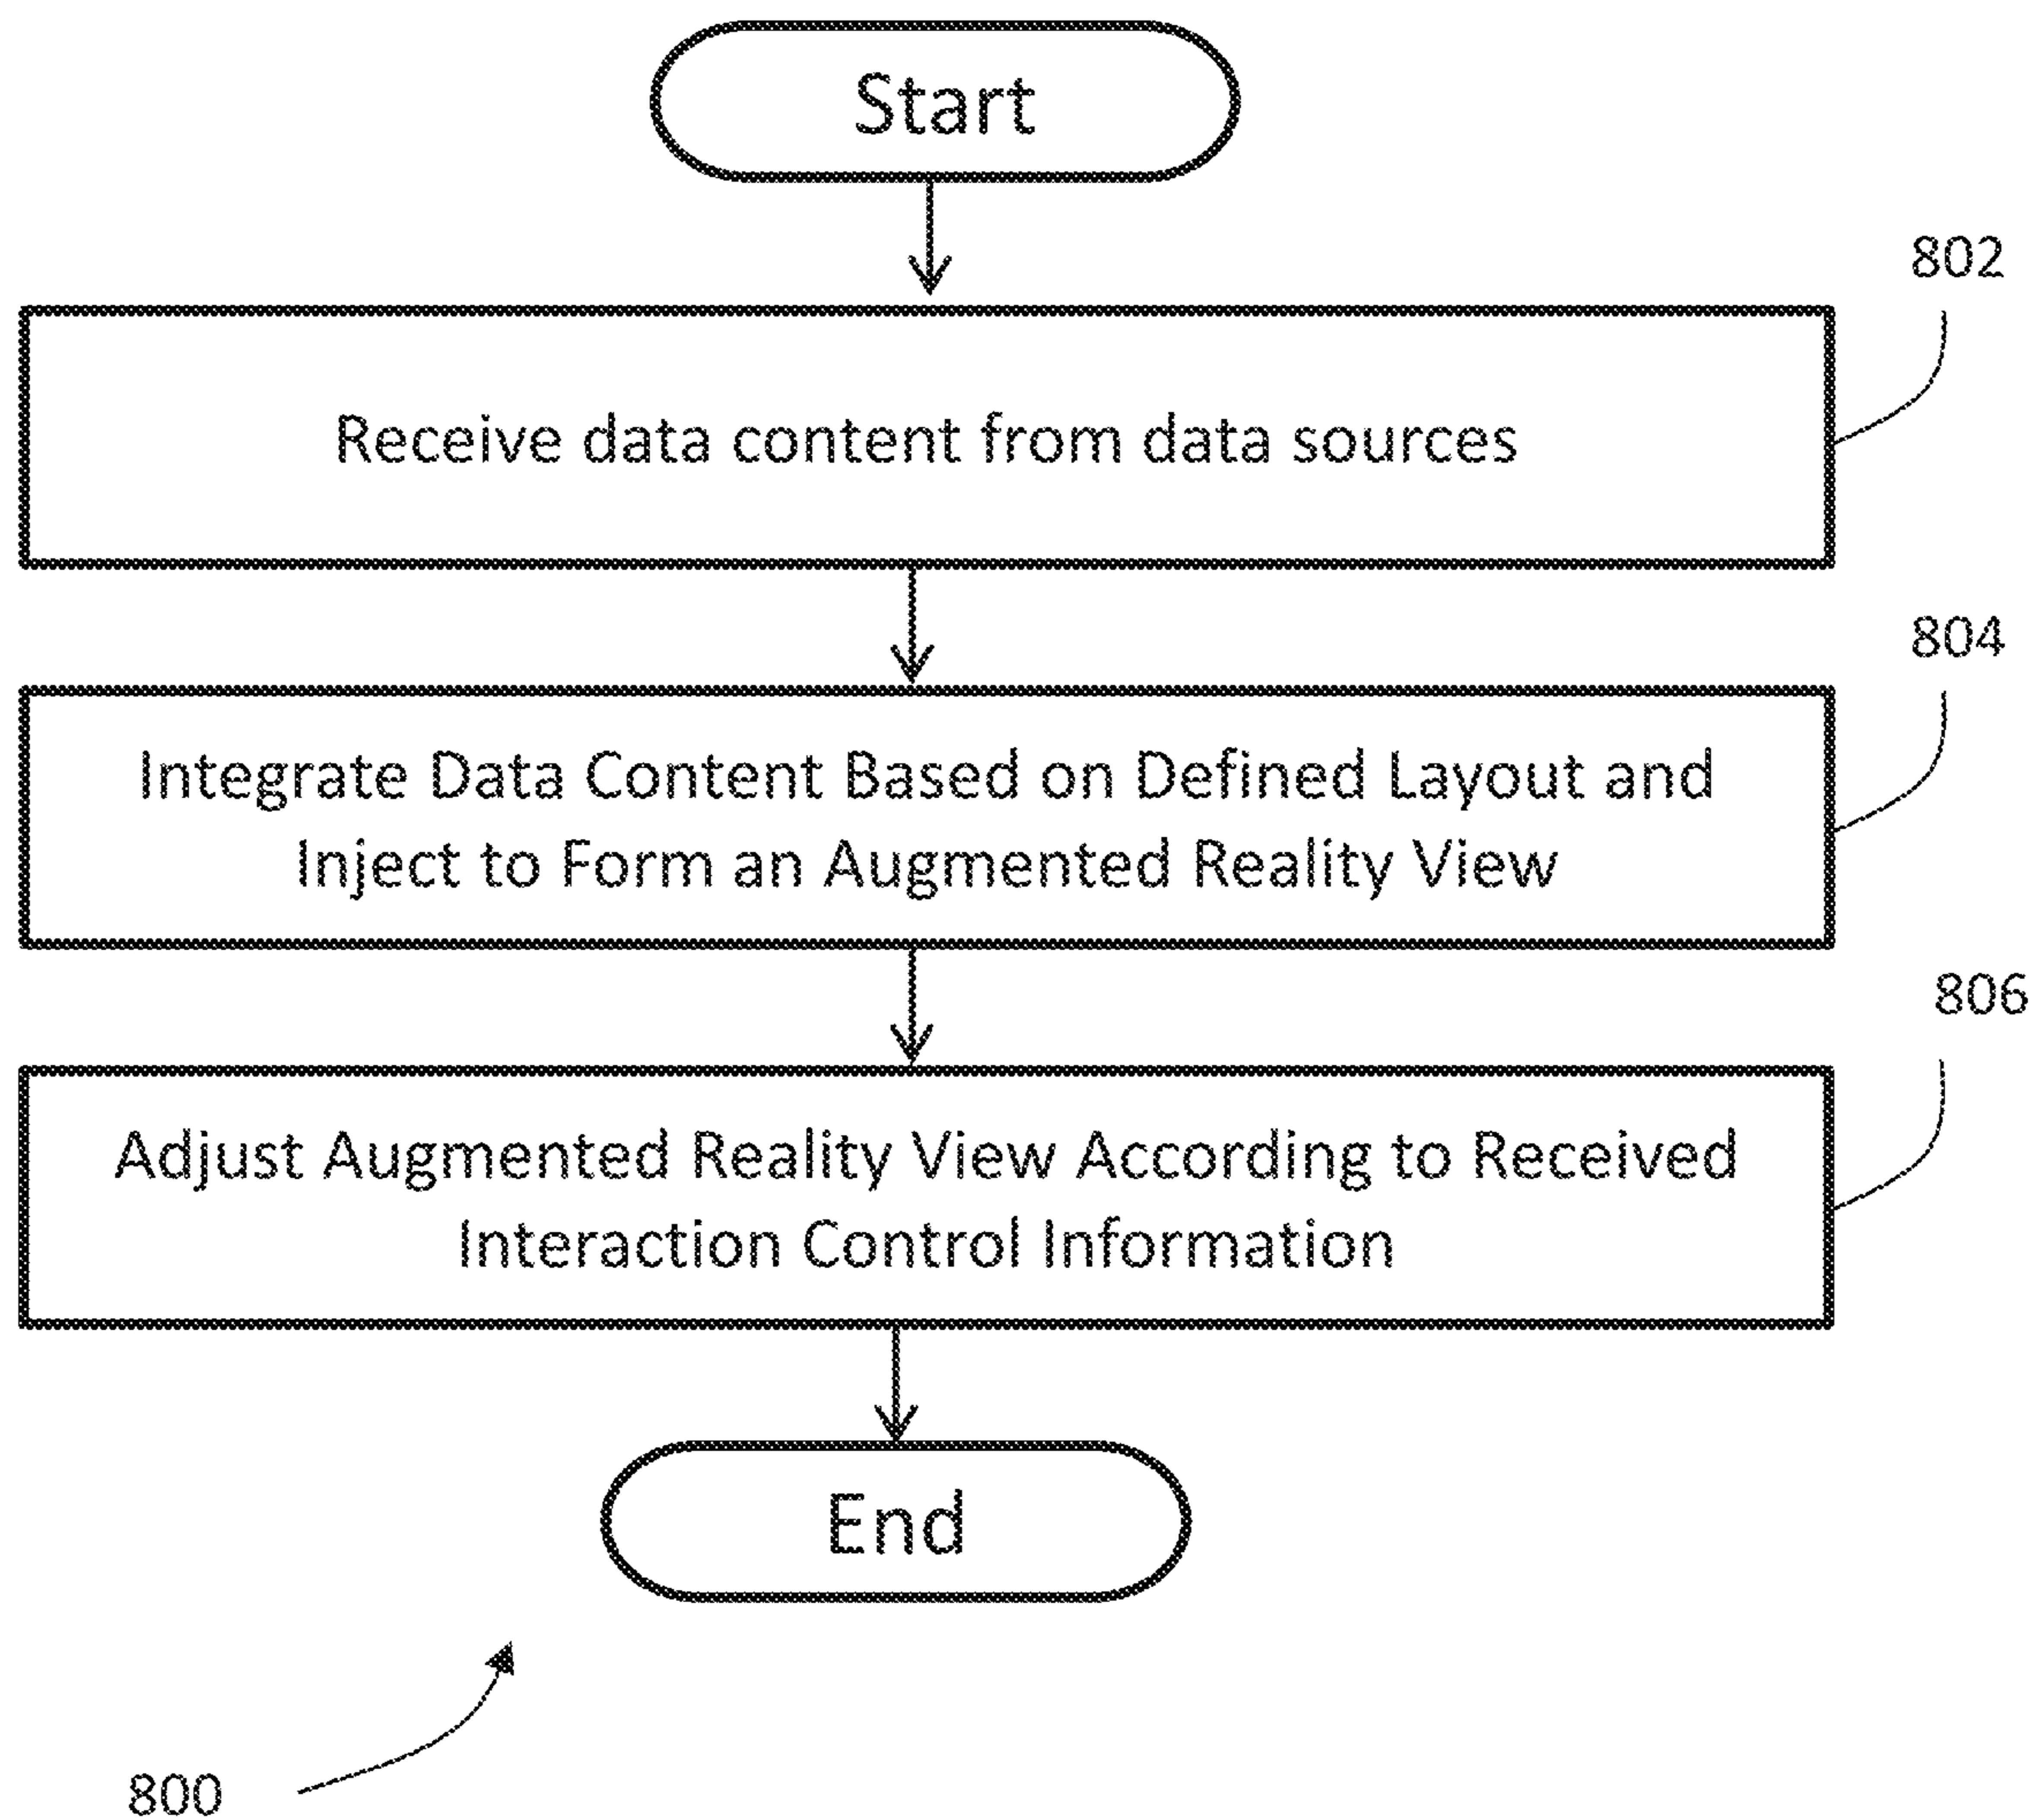 Start
802
Receive data content from data sources
804
Integrate Data Content Based on Defined Layout and
Inject to Form an Augmented Reality View
806
Adjust Augmented Reality View According to Received
Interaction Control Information
End
800